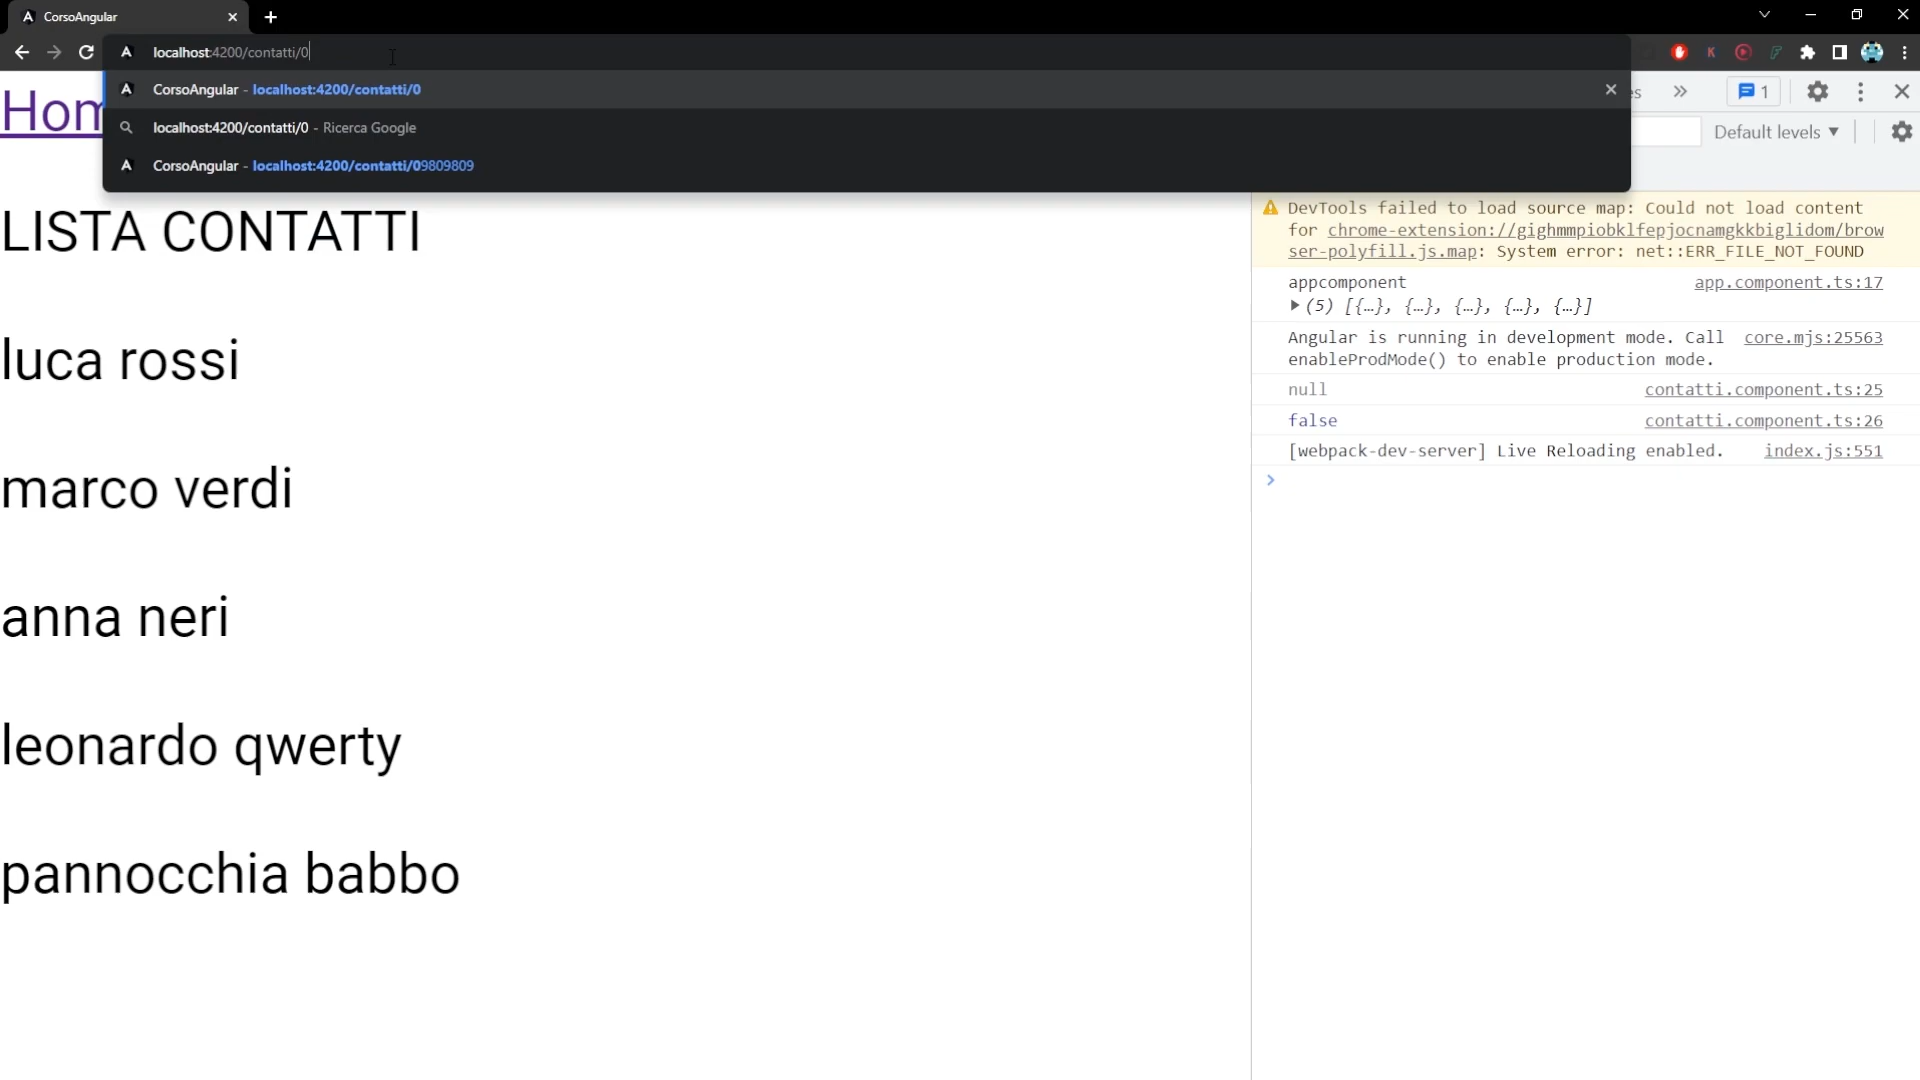 CorsoAngular
localhost:4200/contatti/0
CorsoAngular - localhost:4200/contatti/0
localhost:4200/contatti/0 - Ricerca Google
CorsoAngular - localhost:4200/contatti/09809809
Hom
es
1
Default levels ▼
LISTA CONTATTI
luca rossi
marco verdi
anna neri
leonardo qwerty
pannocchia babbo
DevTools failed to load source map: Could not load content
for chrome-extension://gighmmpiobklfepjocnamgkkbiglidom/brow
ser-polyfill.js.map: System error: net::ERR_FILE_NOT_FOUND
appcomponent app.component.ts:17
(5) [{…}, {…}, {…}, {…}, {…}]
Angular is running in development mode. Call core.mjs:25563
enableProdMode() to enable production mode.
null contatti.component.ts:25
false contatti.component.ts:26
[webpack-dev-server] Live Reloading enabled. index.js:551